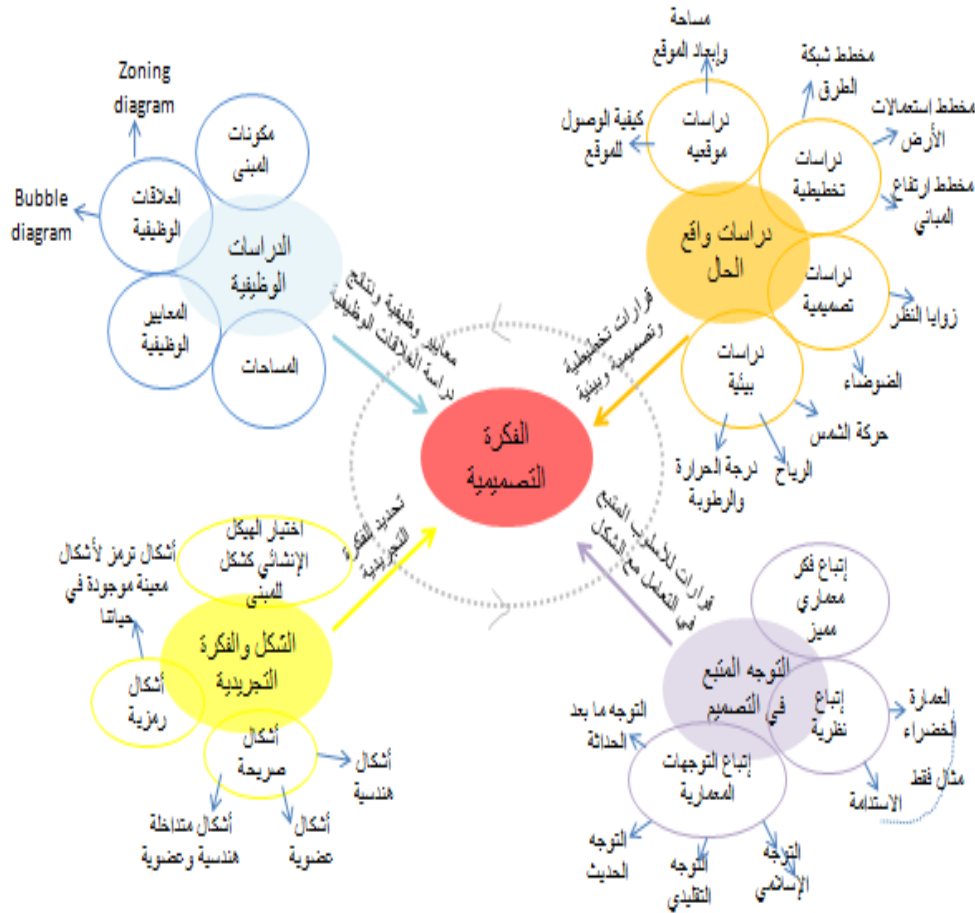 مساحة
وإبعاد الموقع
مخطط شبكة
الطرق
مخطط إستعمالات
الأرض
مخطط ارتفاع
المباني
كيفية الوصول
للموقع
دراسات
موقعيه
دراسات
تخطيطية
دراسات واقع
الحال
دراسات
تصميمية
زوايا النظر
الضوضاء
دراسات
بيئية
حركة الشمس
الرياح
درجة الحرارة
والرطوبة
قرارات تخطيطية
وتصميمية وبيئية
Zoning
diagram
Bubble
diagram
مكونات
المبنى
العلاقات
الوظيفية
الدراسات
الوظيفية
المعايير
الوظيفية
المساحات
معايير وظيفية ونتائج
دراسة العلاقات الوظيفية
الفكرة
التصميمية
تحديد الفكرة
التجريدية
اختيار الهيكل
الإنشائي كشكل
للمبنى
أشكال ترمز لأشكال
معينة موجودة في
حياتنا
الشكل والفكرة
التجريدية
أشكال
رمزية
أشكال
صريحة
أشكال
هندسية
أشكال
عضوية
أشكال متداخلة
هندسية وعضوية
قرارات للأسلوب المتبع
في التعامل مع الشكل
إتباع فكر
معماري
مميز
التوجه المتبع
في التصميم
إتباع
نظرية
العمارة
الخضراء
مثال فقط
الاستدامة
إتباع التوجهات
المعمارية
التوجه ما بعد
الحداثة
التوجه
الحديث
التوجه
التقليدي
التوجة
الإسلامي